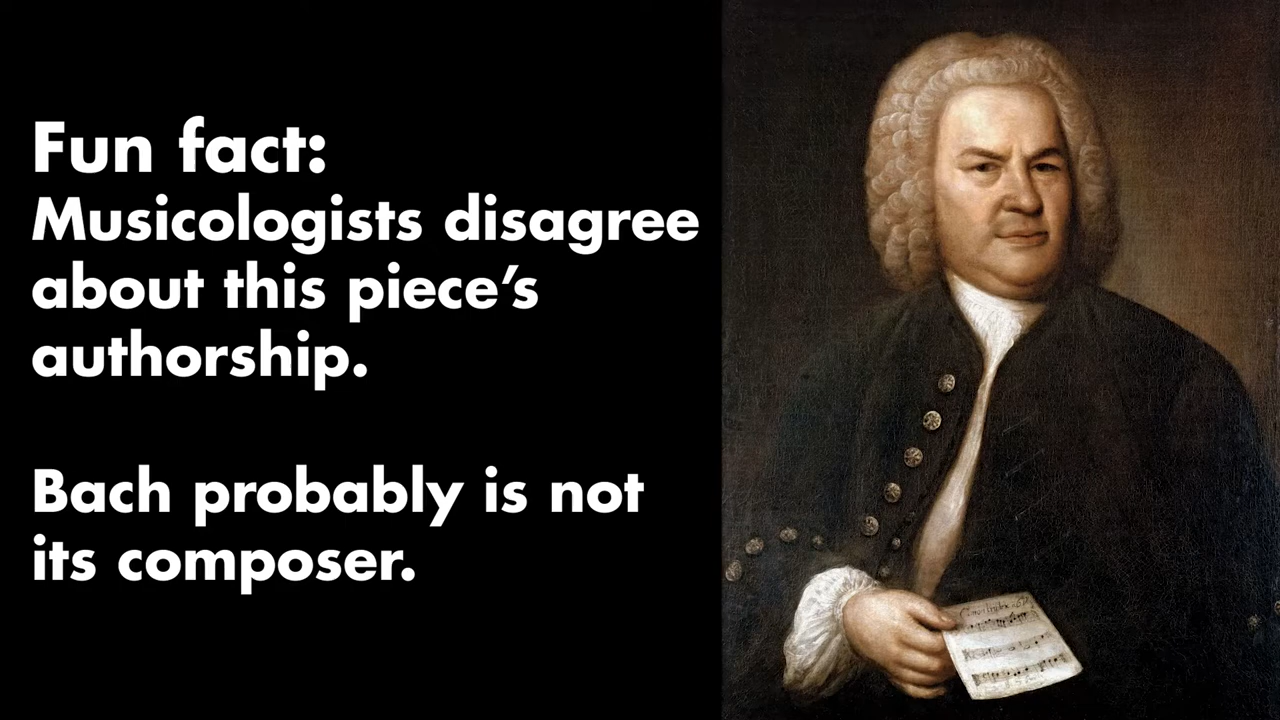 Fun fact:
Musicologists disagree
about this piece’s
authorship.
Bach probably is not
its composer.